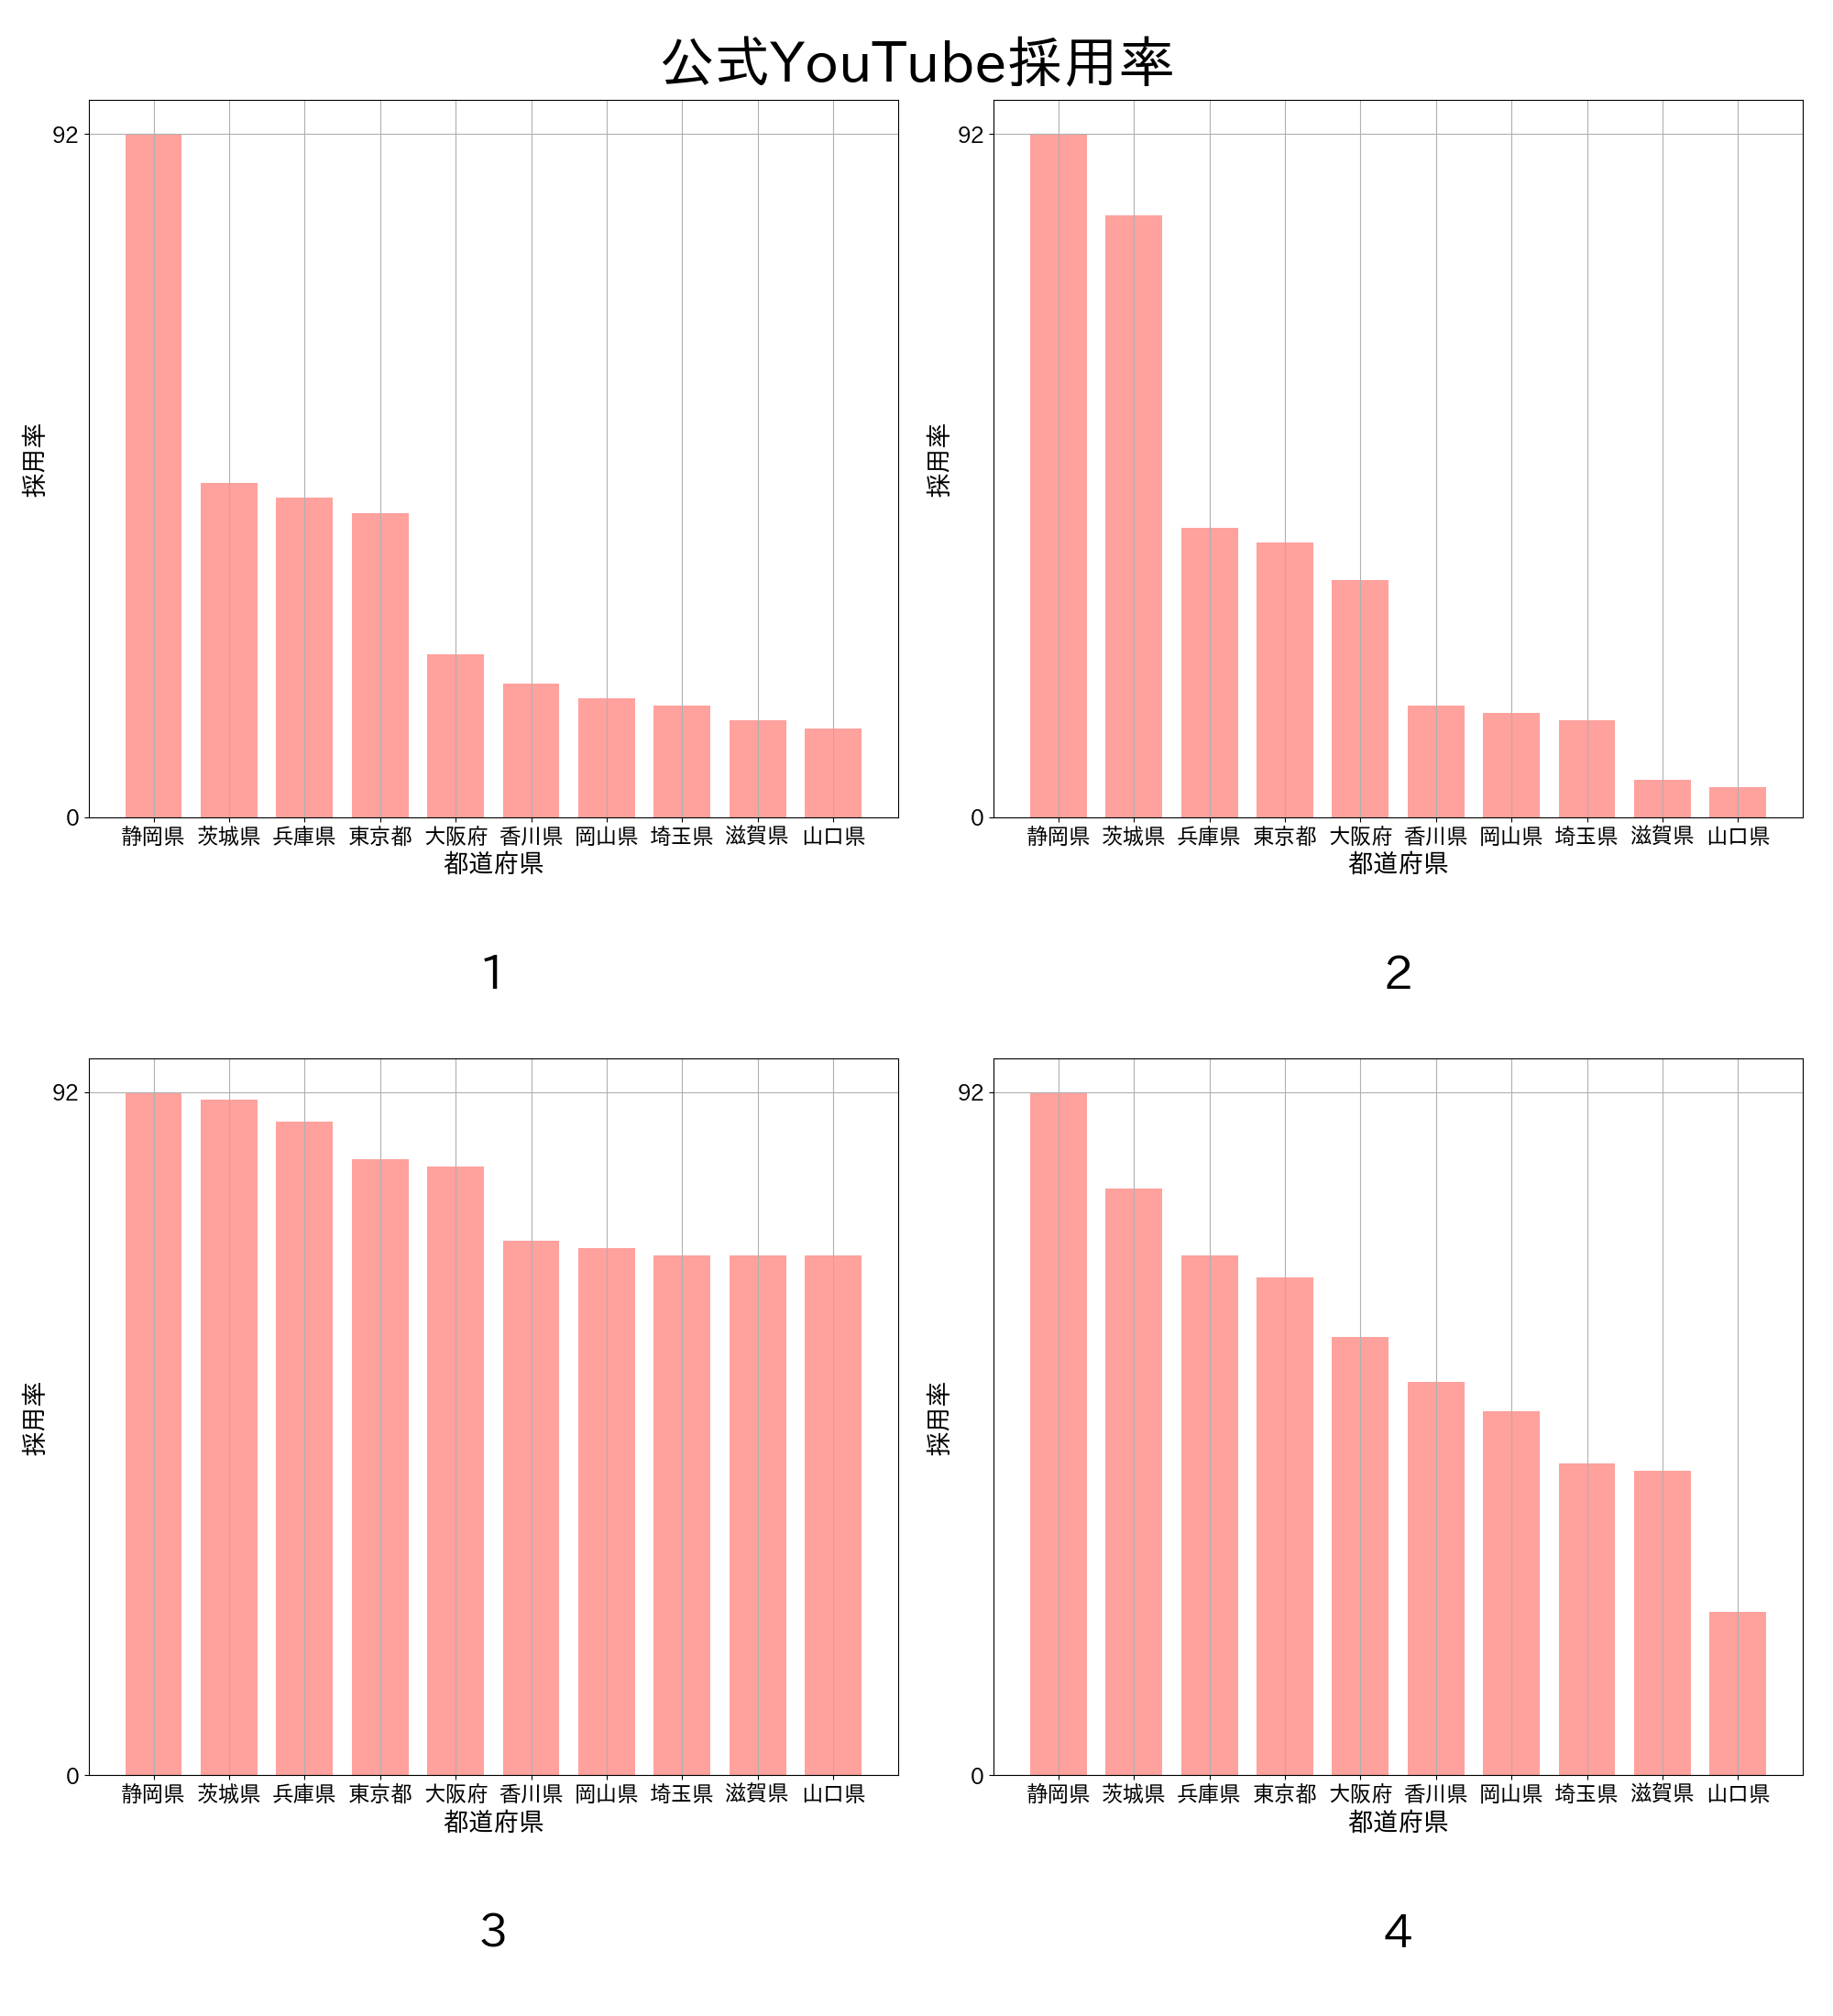 公式YouTube採用率
92
採用率
0
静岡県 茨城県 兵庫県 東京都 大阪府 香川県 岡山県 埼玉県 滋賀県 山口県
都道府県
1
92
採用率
0
静岡県 茨城県 兵庫県 東京都 大阪府 香川県 岡山県 埼玉県 滋賀県 山口県
都道府県
2
92
採用率
0
静岡県 茨城県 兵庫県 東京都 大阪府 香川県 岡山県 埼玉県 滋賀県 山口県
都道府県
3
92
採用率
0
静岡県 茨城県 兵庫県 東京都 大阪府 香川県 岡山県 埼玉県 滋賀県 山口県
都道府県
4